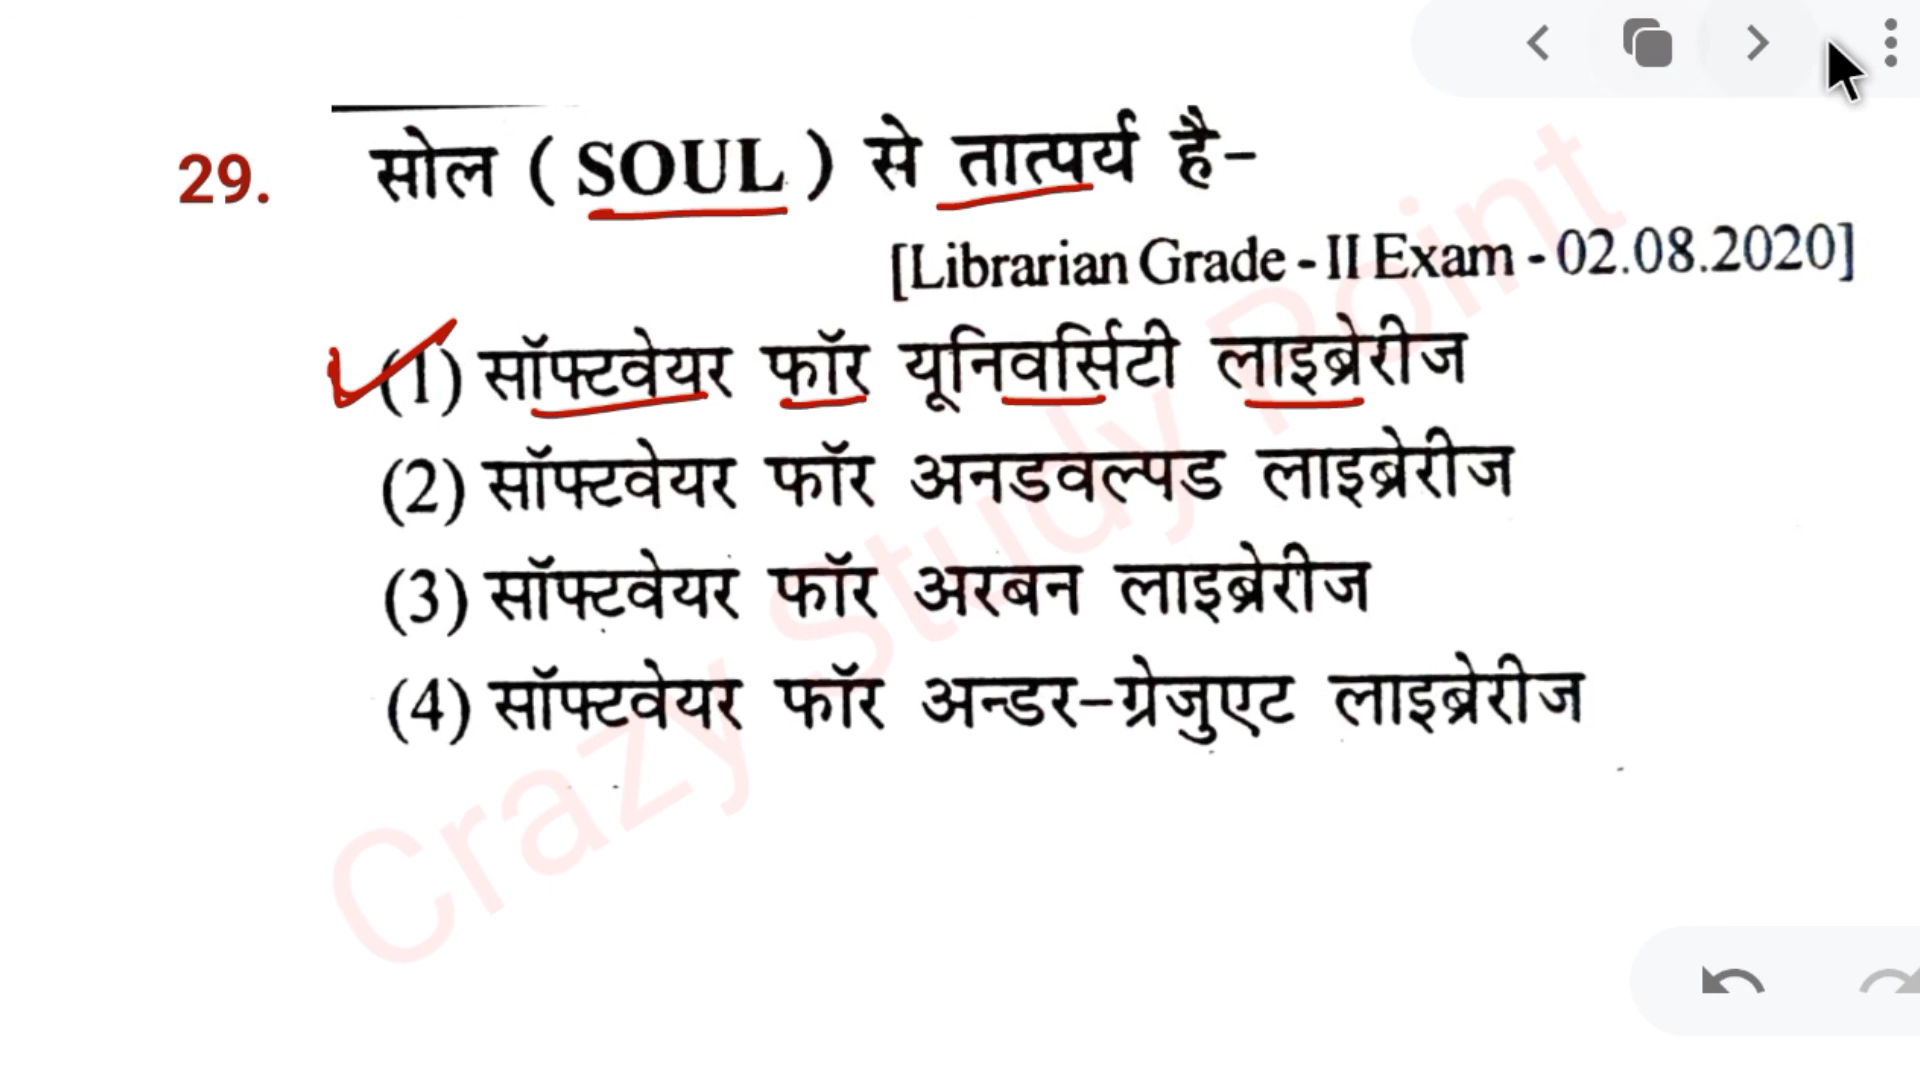 29. सोल ( SOUL ) से तात्पर्य है-
[Librarian Grade - II Exam - 02.08.2020]
(1) सॉफ्टवेयर फॉर यूनिवर्सिटी लाइब्रेरीज
(2) सॉफ्टवेयर फॉर अनडवल्पड लाइब्रेरीज
(3) सॉफ्टवेयर फॉर अरबन लाइब्रेरीज
(4) सॉफ्टवेयर फॉर अन्डर-ग्रेजुएट लाइब्रेरीज
Crazy Study Point